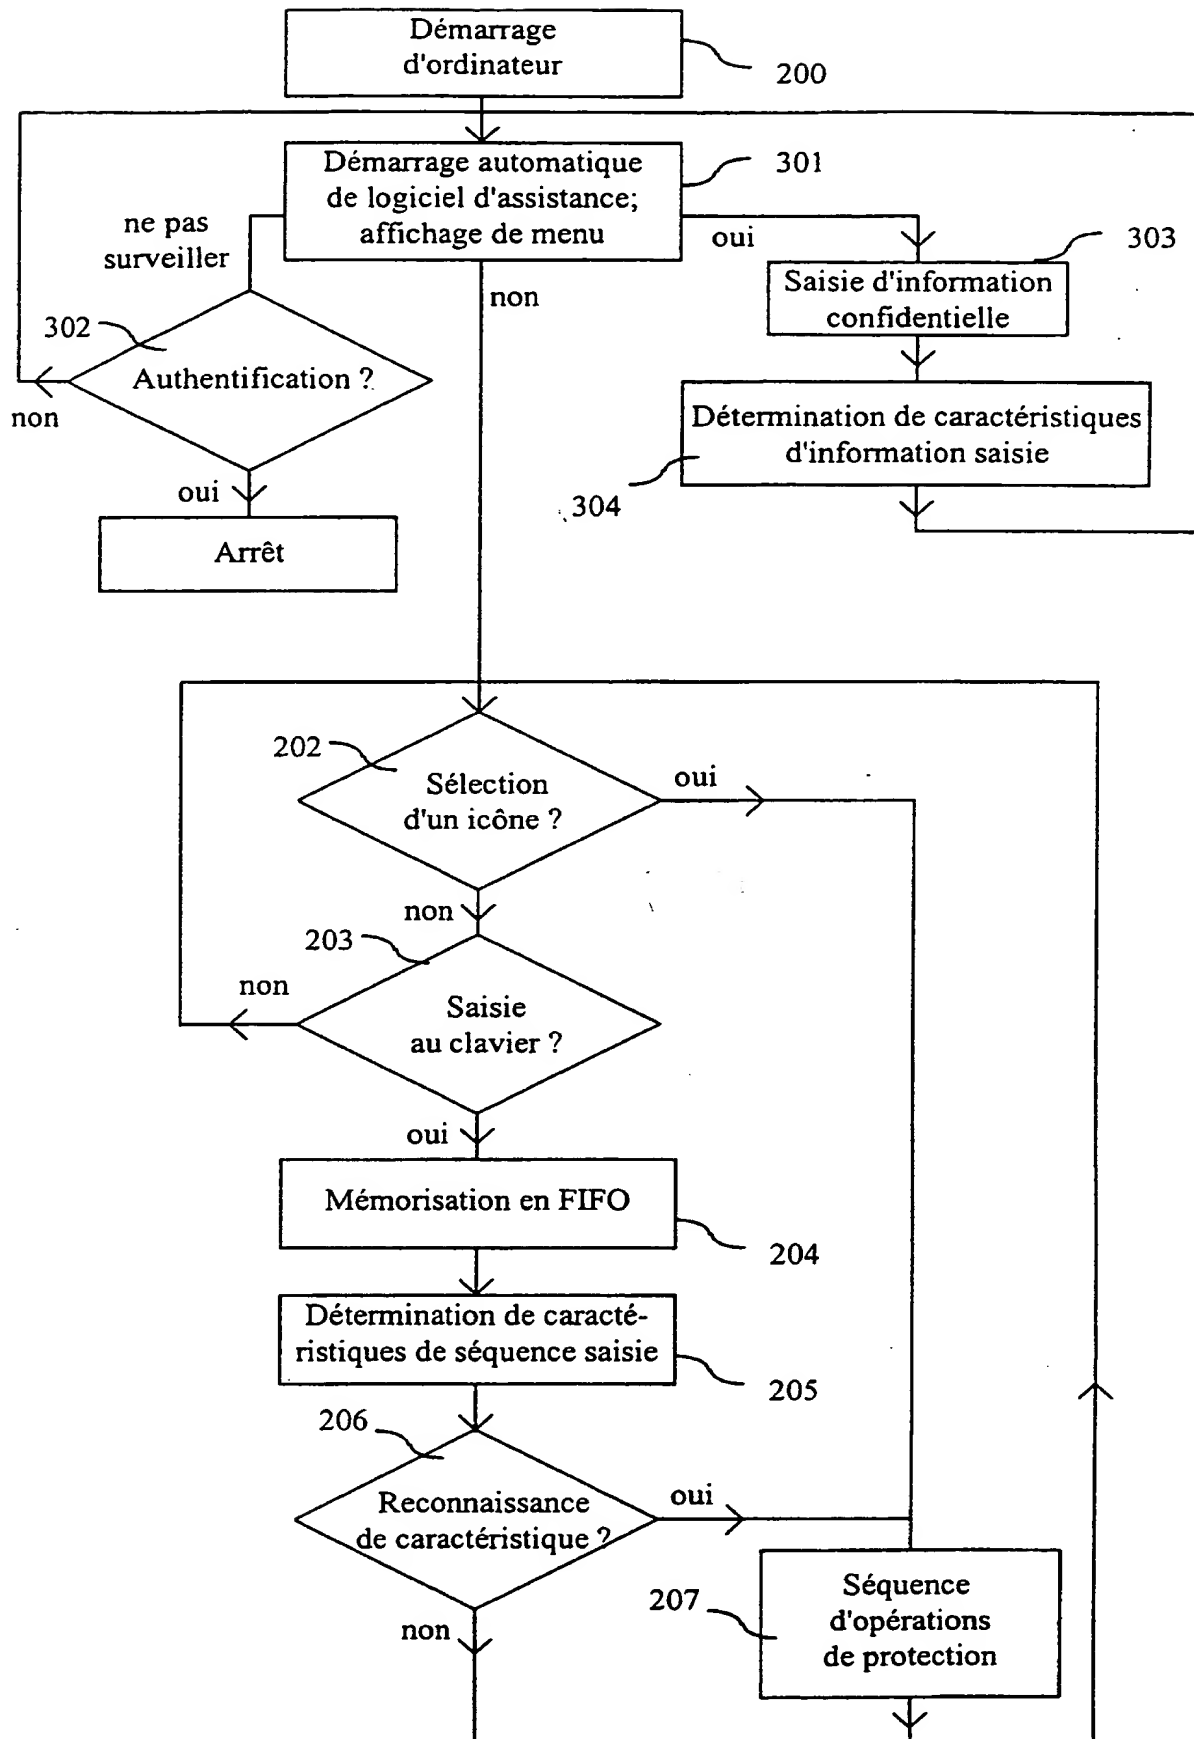 Démarrage
d'ordinateur
200
Démarrage automatique
de logiciel d'assistance;
affichage de menu
301
ne pas
surveiller
oui
non
303
Saisie d'information
confidentielle
302
Authentification ?
non
Détermination de caractéristiques
d'information saisie
304
oui
Arrêt
202
Sélection
d'un icône ?
oui
non
203
non
Saisie
au clavier ?
oui
Mémorisation en FIFO
204
Détermination de caracté-
ristiques de séquence saisie
205
206
Reconnaissance
de caractéristique ?
oui
non
207
Séquence
d'opérations
de protection